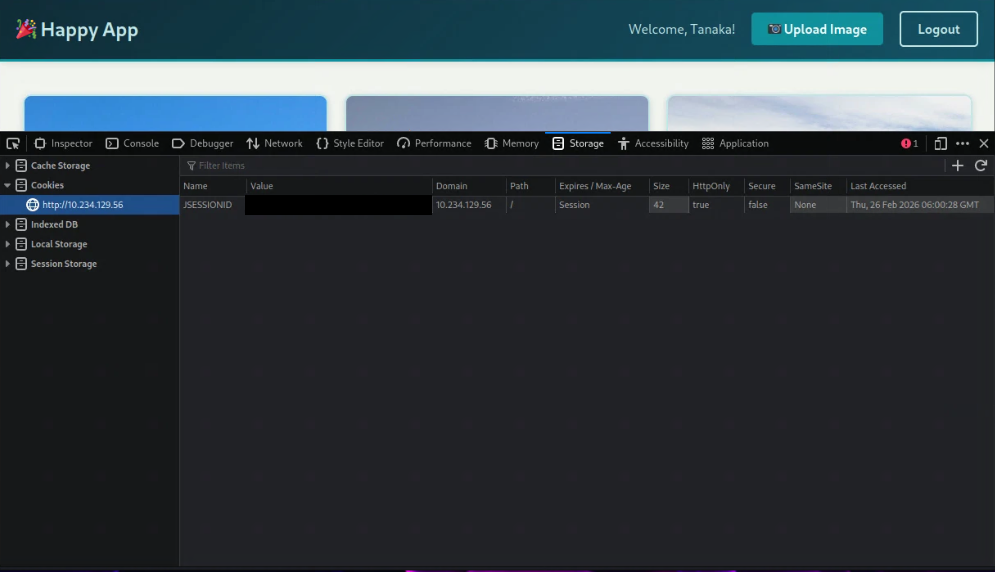 🎉 Happy App
Welcome, Tanaka!
📷 Upload Image
Logout
Inspector Console Debugger Network {} Style Editor Performance Memory Storage Accessibility Application 1
Cache Storage
Cookies
http://10.234.129.56
Indexed DB
Local Storage
Session Storage
Filter Items
Name Value Domain Path Expires / Max-Age Size HttpOnly Secure SameSite Last Accessed
JSESSIONID 10.234.129.56 / Session 42 true false None Thu, 26 Feb 2026 06:00:28 GMT